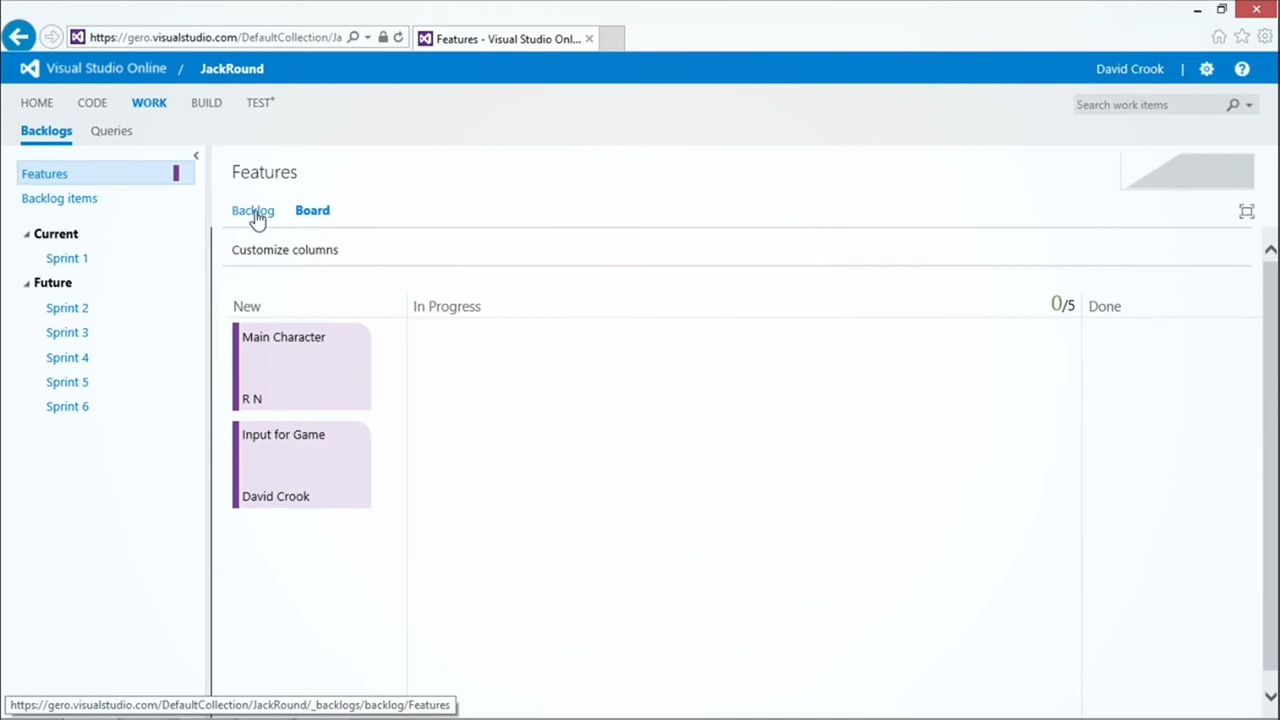 https://gero.visualstudio.com/DefaultCollection/Ja
Features - Visual Studio Onl...
Visual Studio Online / JackRound
David Crook
HOME CODE WORK BUILD TEST*
Search work items
Backlogs Queries
Features
Backlog items
Current
Sprint 1
Future
Sprint 2
Sprint 3
Sprint 4
Sprint 5
Sprint 6
Features
Backlog Board
Customize columns
New In Progress 0/5 Done
Main Character
R N
Input for Game
David Crook
https://gero.visualstudio.com/DefaultCollection/JackRound/_backlogs/backlog/Features